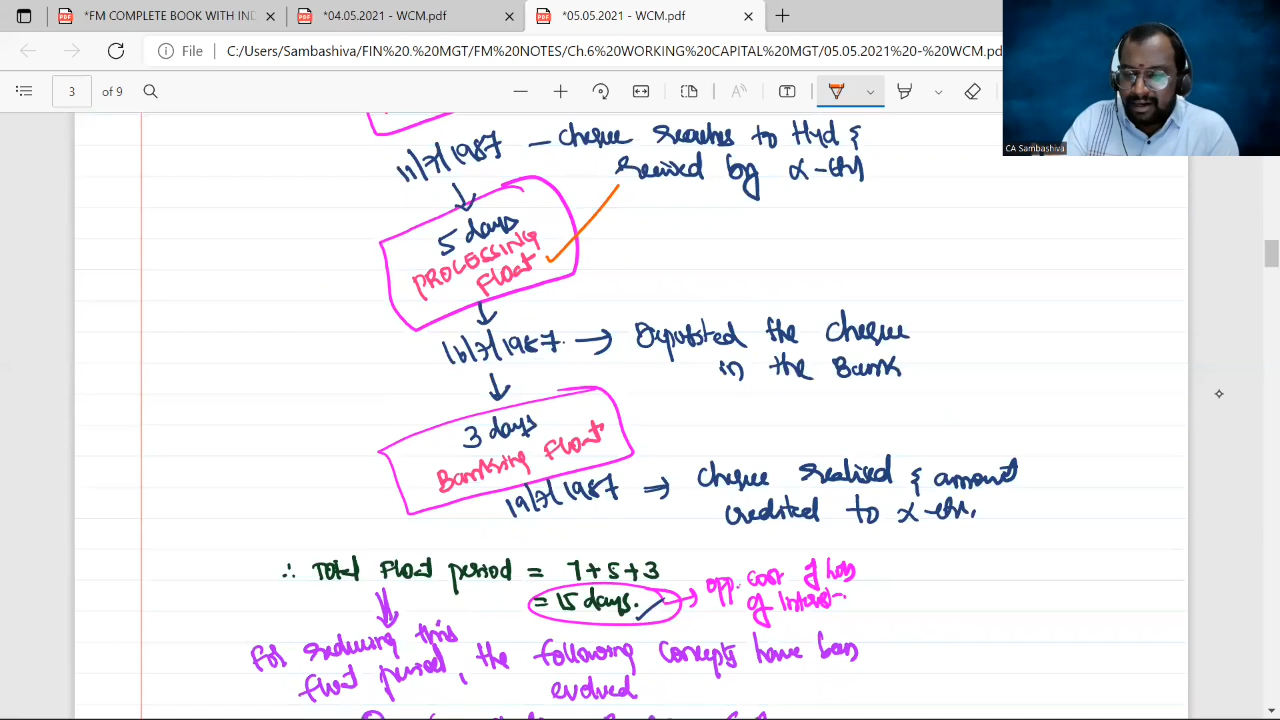 *FM COMPLETE BOOK WITH IND
*04.05.2021 - WCM.pdf
*05.05.2021 - WCM.pdf
File
C:/Users/Sambashiva/FIN%20.%20MGT/FM%20NOTES/Ch.6%20WORKING%20CAPITAL%20MGT/05.05.2021%20-%20WCM.pd
3 of 9
CA Sambashiva
11/7/1987 — cheque reaches to Hyd &
received by x-ltd
5 days
PROCESSING
Float
16/7/1987 → Deposited the cheque
in the Bank
3 days
Banking Float
19/7/1987 ⇒ cheque realised & amount
credited to x-ltd.
∴ Total Float period = 7+5+3
= 15 days. → opp. cost of loss
of Interest
For reducing this
float period, the following concepts have been
evolved